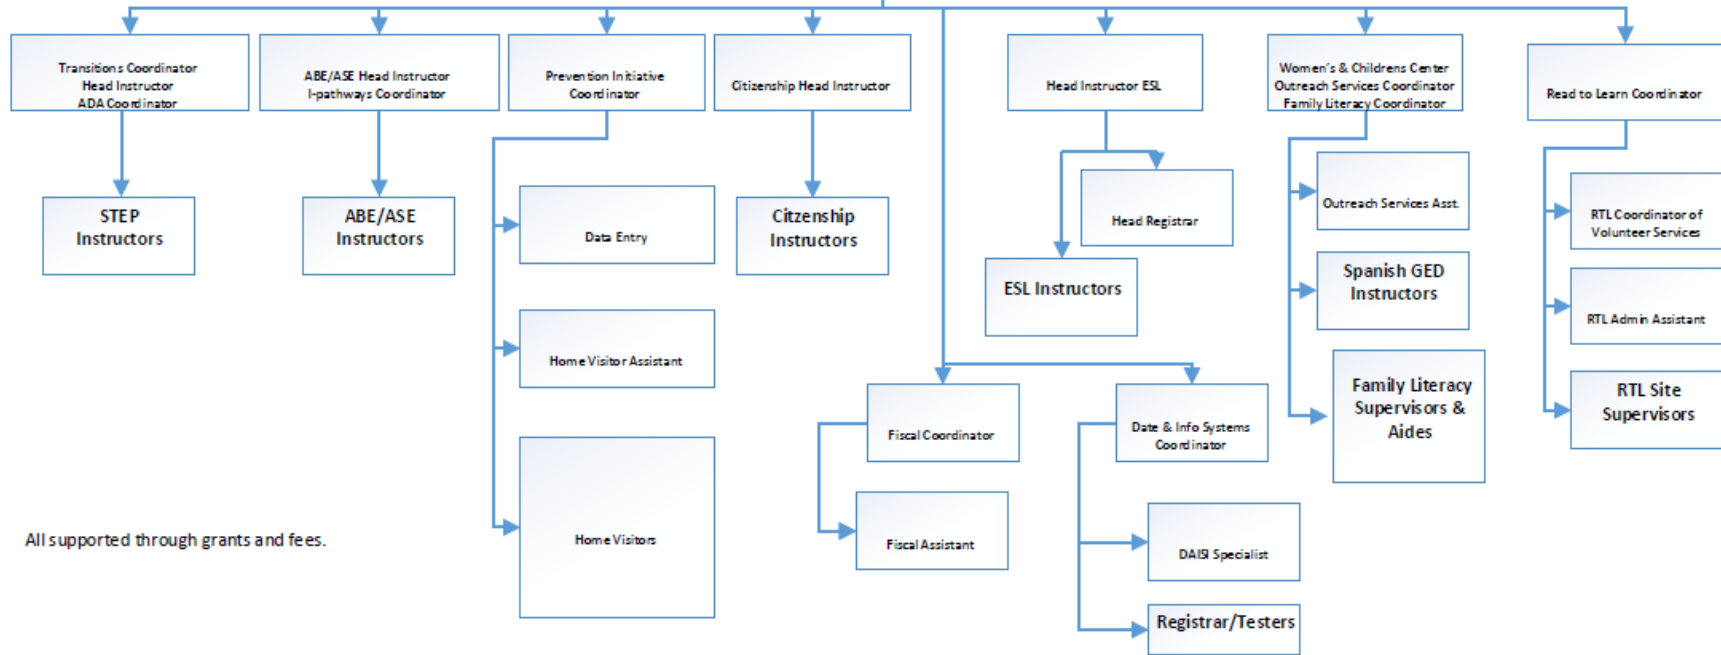 Transitions Coordinator
Head Instructor
ADA Coordinator
ABE/ASE Head Instructor
I-pathways Coordinator
Prevention Initiative
Coordinator
Citizenship Head Instructor
Head Instructor ESL
Women's & Childrens Center
Outreach Services Coordinator
Family Literacy Coordinator
Read to Learn Coordinator
STEP
Instructors
ABE/ASE
Instructors
Data Entry
Home Visitor Assistant
Home Visitors
Citzenship
Instructors
Head Registrar
ESL Instructors
Outreach Services Asst.
Spanish GED
Instructors
Family Literacy
Supervisors &
Aides
RTL Coordinator of
Volunteer Services
RTL Admin Assistant
RTL Site
Supervisors
Fiscal Coordinator
Fiscal Assistant
Date & Info Systems
Coordinator
DAISI Specialist
Registrar/Testers
All supported through grants and fees.